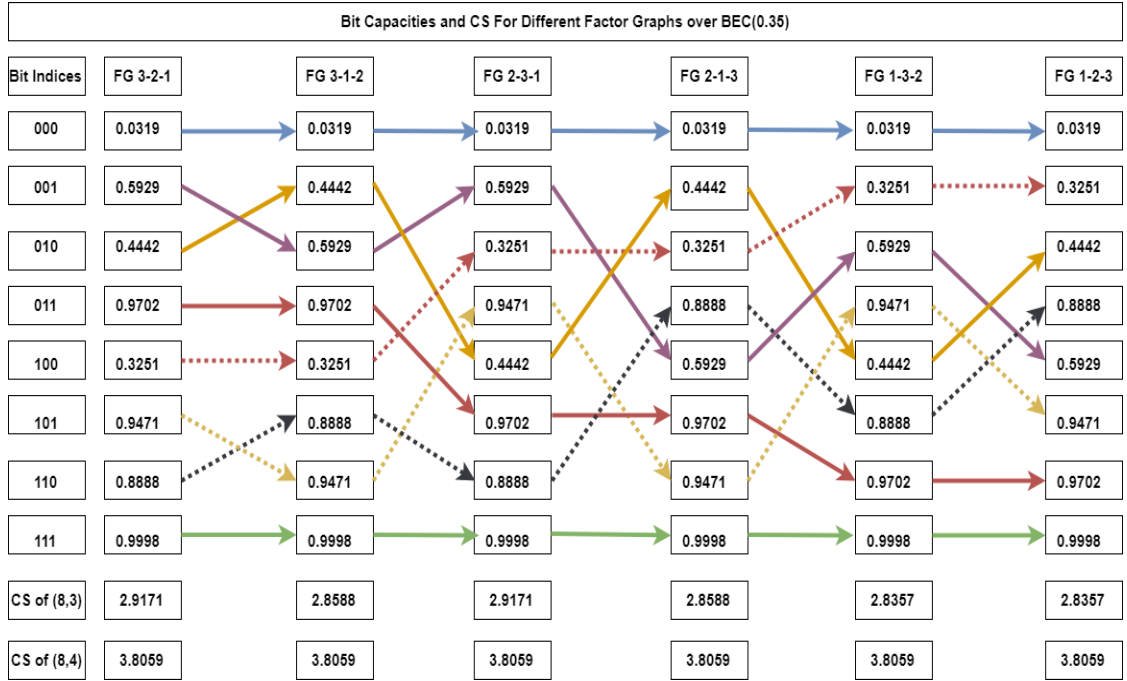 Bit Capacities and CS For Different Factor Graphs over BEC(0.35)
Bit Indices FG 3-2-1 FG 3-1-2 FG 2-3-1 FG 2-1-3 FG 1-3-2 FG 1-2-3
000 0.0319 0.0319 0.0319 0.0319 0.0319 0.0319
001 0.5929 0.4442 0.5929 0.4442 0.3251 0.3251
010 0.4442 0.5929 0.3251 0.3251 0.5929 0.4442
011 0.9702 0.9702 0.9471 0.8888 0.9471 0.8888
100 0.3251 0.3251 0.4442 0.5929 0.4442 0.5929
101 0.9471 0.8888 0.9702 0.9702 0.8888 0.9471
110 0.8888 0.9471 0.8888 0.9471 0.9702 0.9702
111 0.9998 0.9998 0.9998 0.9998 0.9998 0.9998
CS of (8,3) 2.9171 2.8588 2.9171 2.8588 2.8357 2.8357
CS of (8,4) 3.8059 3.8059 3.8059 3.8059 3.8059 3.8059